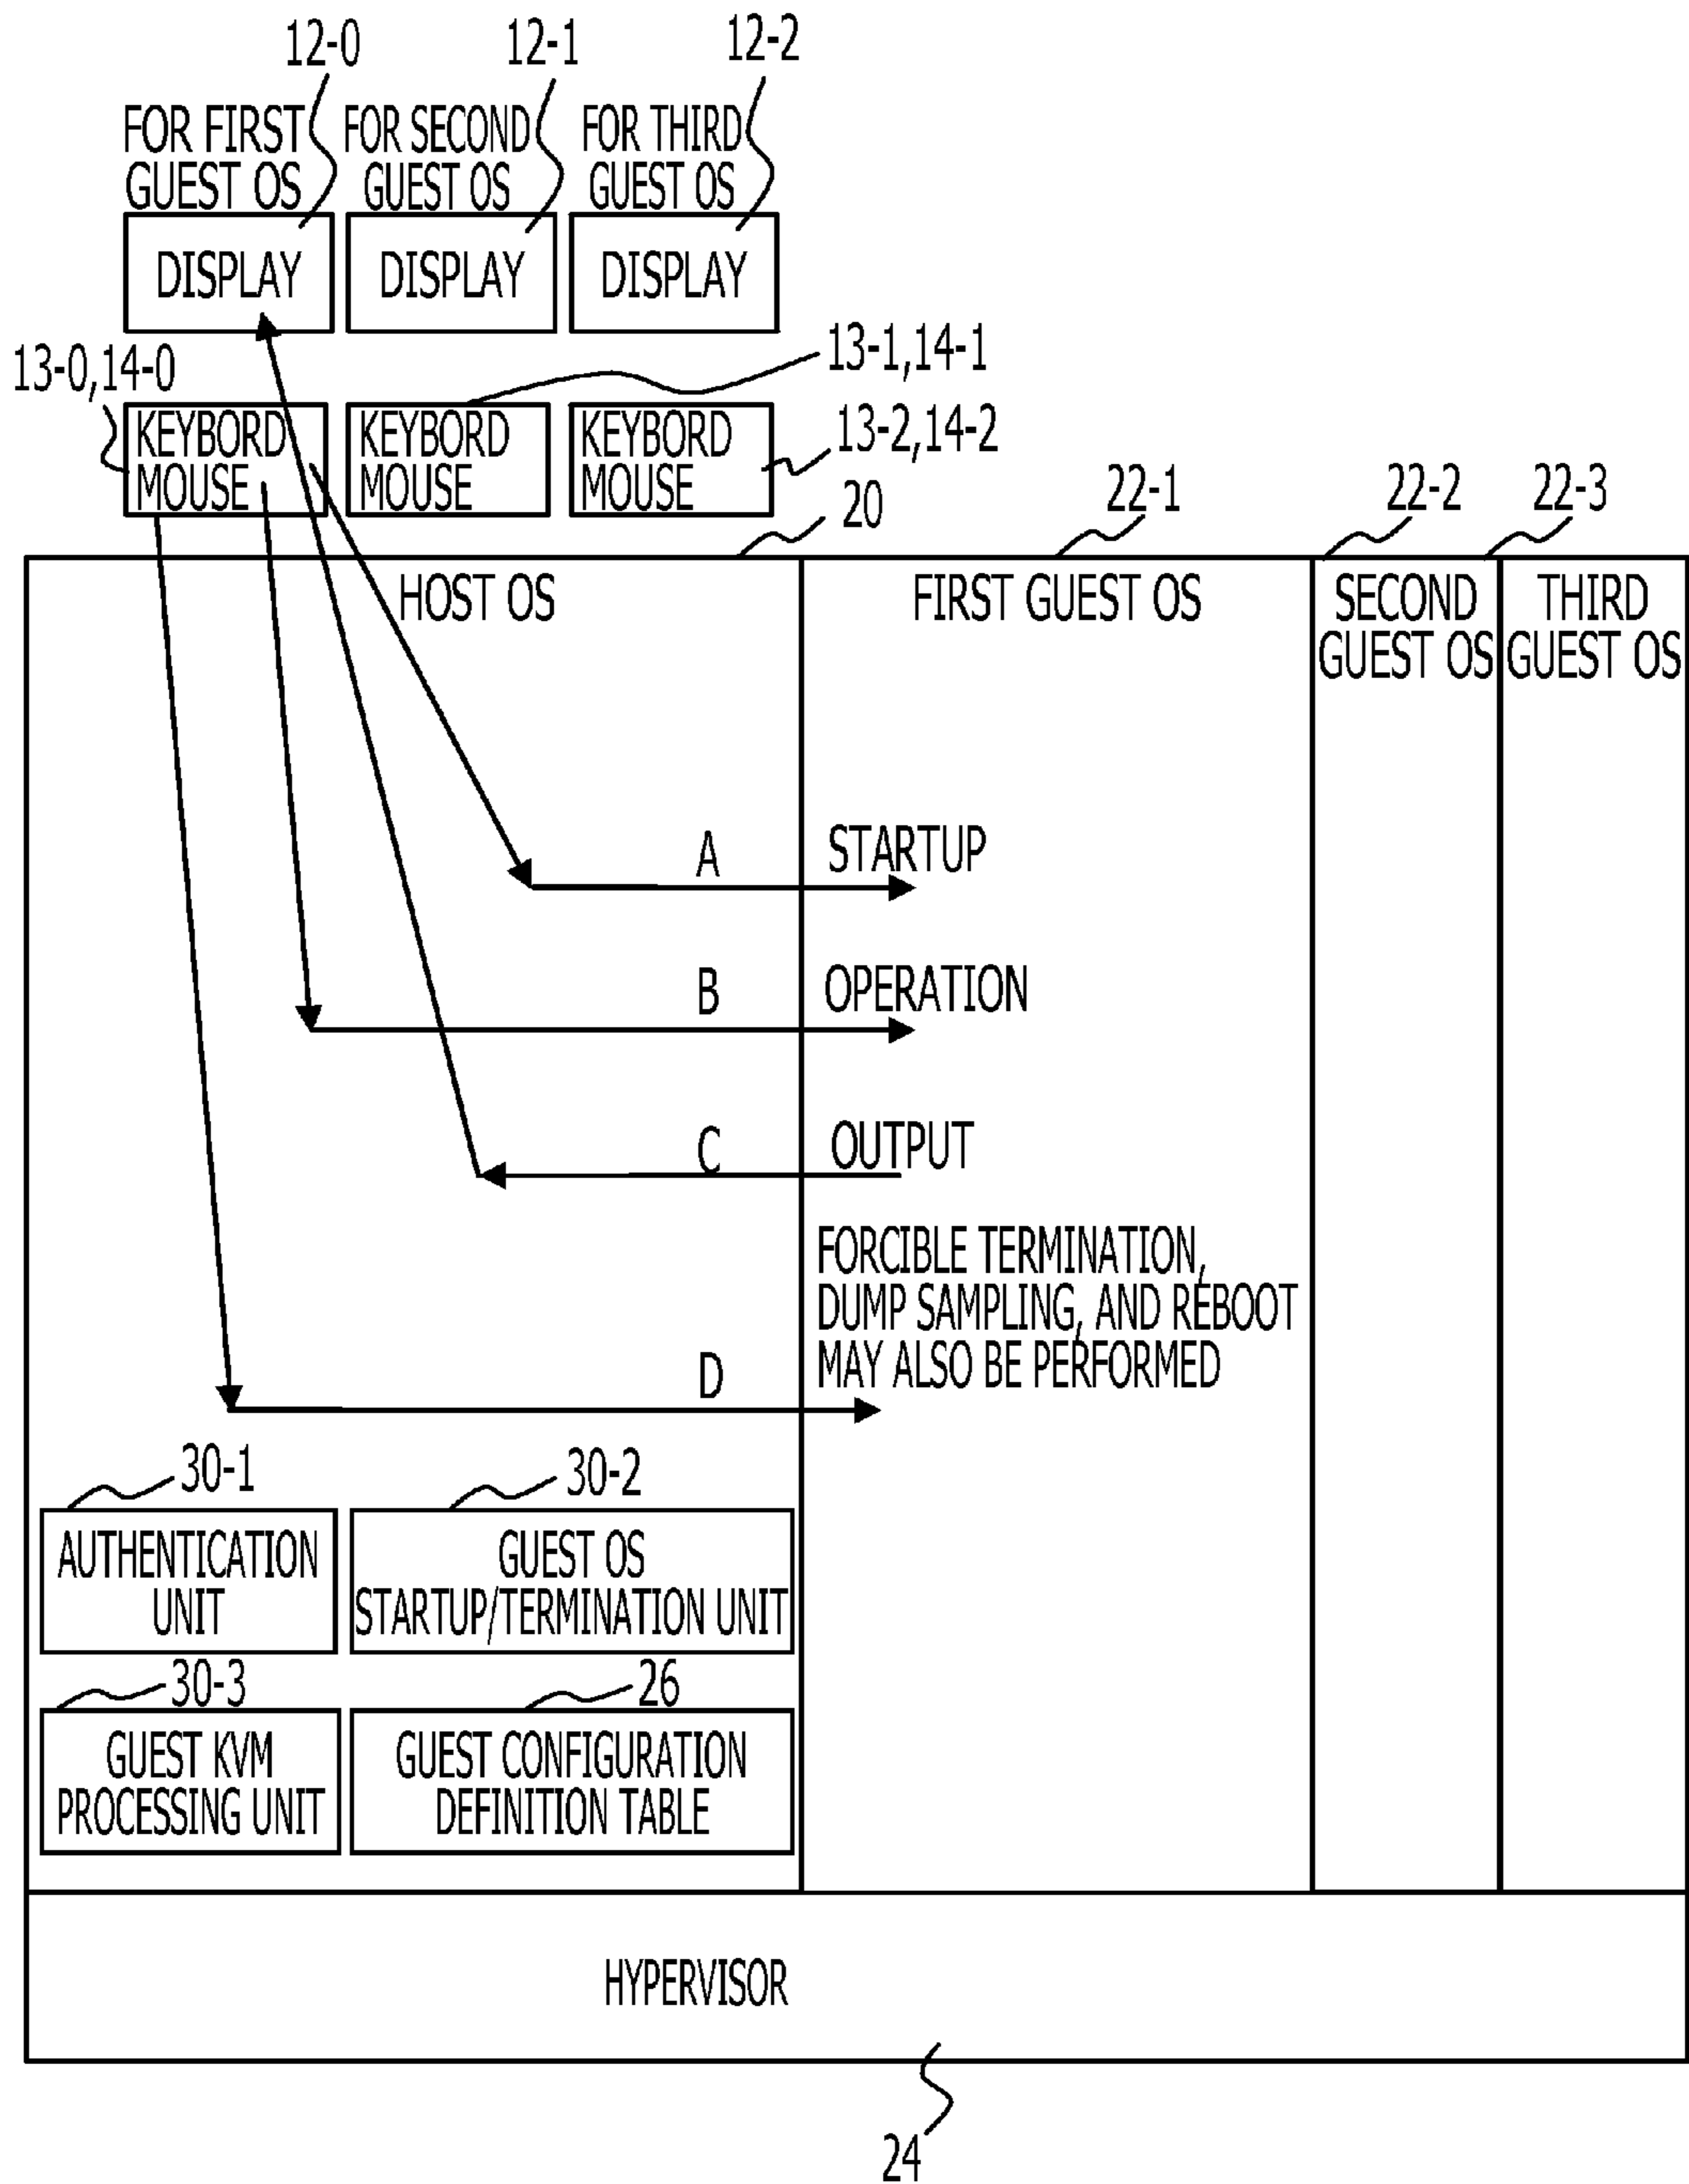 12-0
12-1
12-2
FOR FIRST GUEST OS
FOR SECOND GUEST OS
FOR THIRD GUEST OS
DISPLAY
DISPLAY
DISPLAY
13-0,14-0
13-1,14-1
13-2,14-2
KEYBORD
MOUSE
KEYBORD
MOUSE
KEYBORD
MOUSE
20
22-1
22-2
22-3
HOST OS
FIRST GUEST OS
SECOND
GUEST OS
THIRD
GUEST OS
A
STARTUP
B
OPERATION
C
OUTPUT
FORCIBLE TERMINATION,
DUMP SAMPLING, AND REBOOT
MAY ALSO BE PERFORMED
D
30-1
30-2
AUTHENTICATION
UNIT
GUEST OS
STARTUP/TERMINATION UNIT
30-3
26
GUEST KVM
PROCESSING UNIT
GUEST CONFIGURATION
DEFINITION TABLE
HYPERVISOR
24